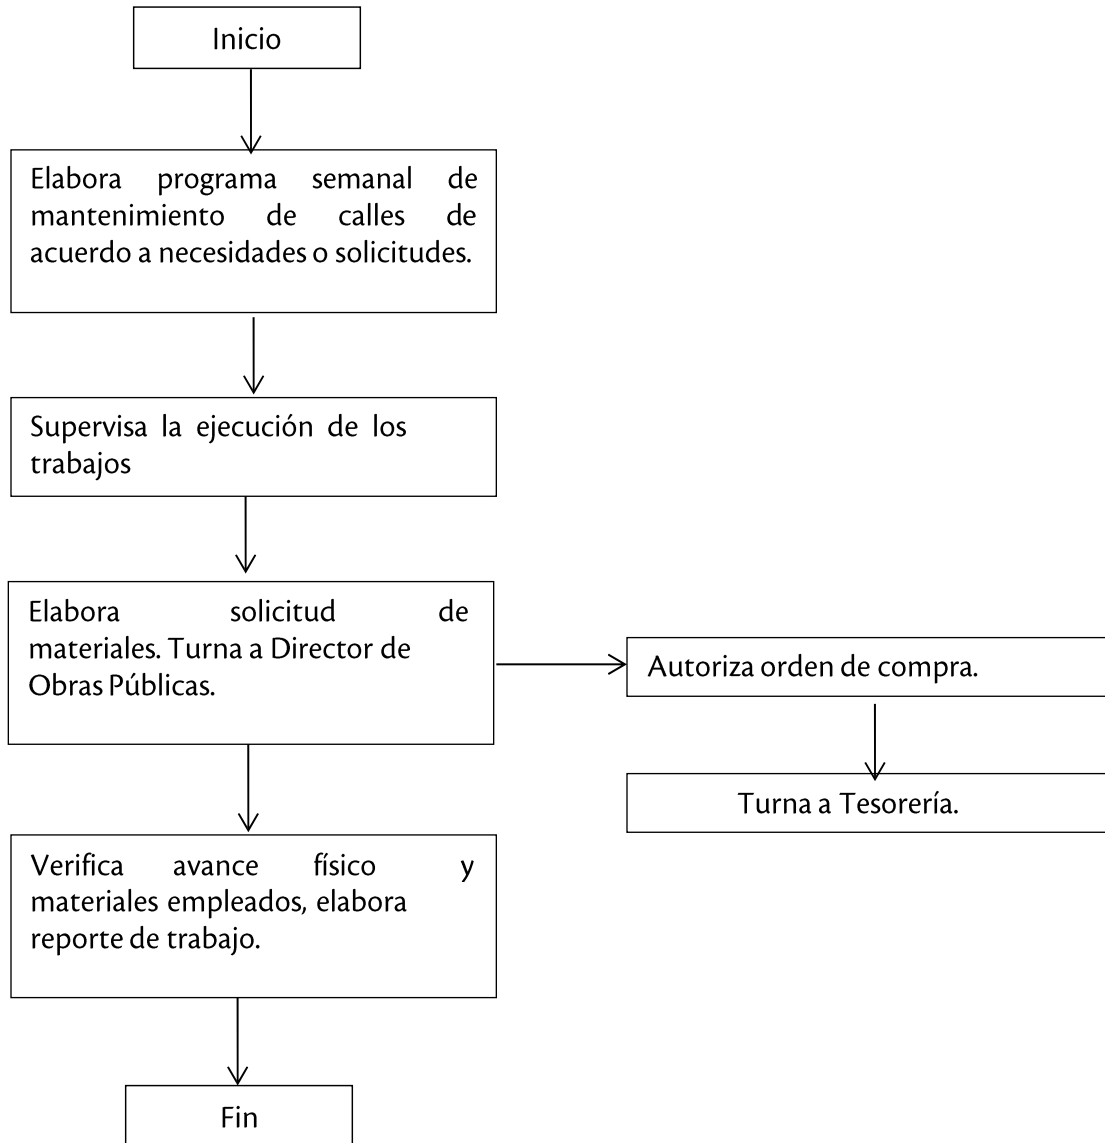 Inicio
Elabora programa semanal de
mantenimiento de calles de
acuerdo a necesidades o solicitudes.
Supervisa la ejecución de los
trabajos
Elabora solicitud de
materiales. Turna a Director de
Obras Públicas.
Autoriza orden de compra.
Turna a Tesorería.
Verifica avance físico y
materiales empleados, elabora
reporte de trabajo.
Fin